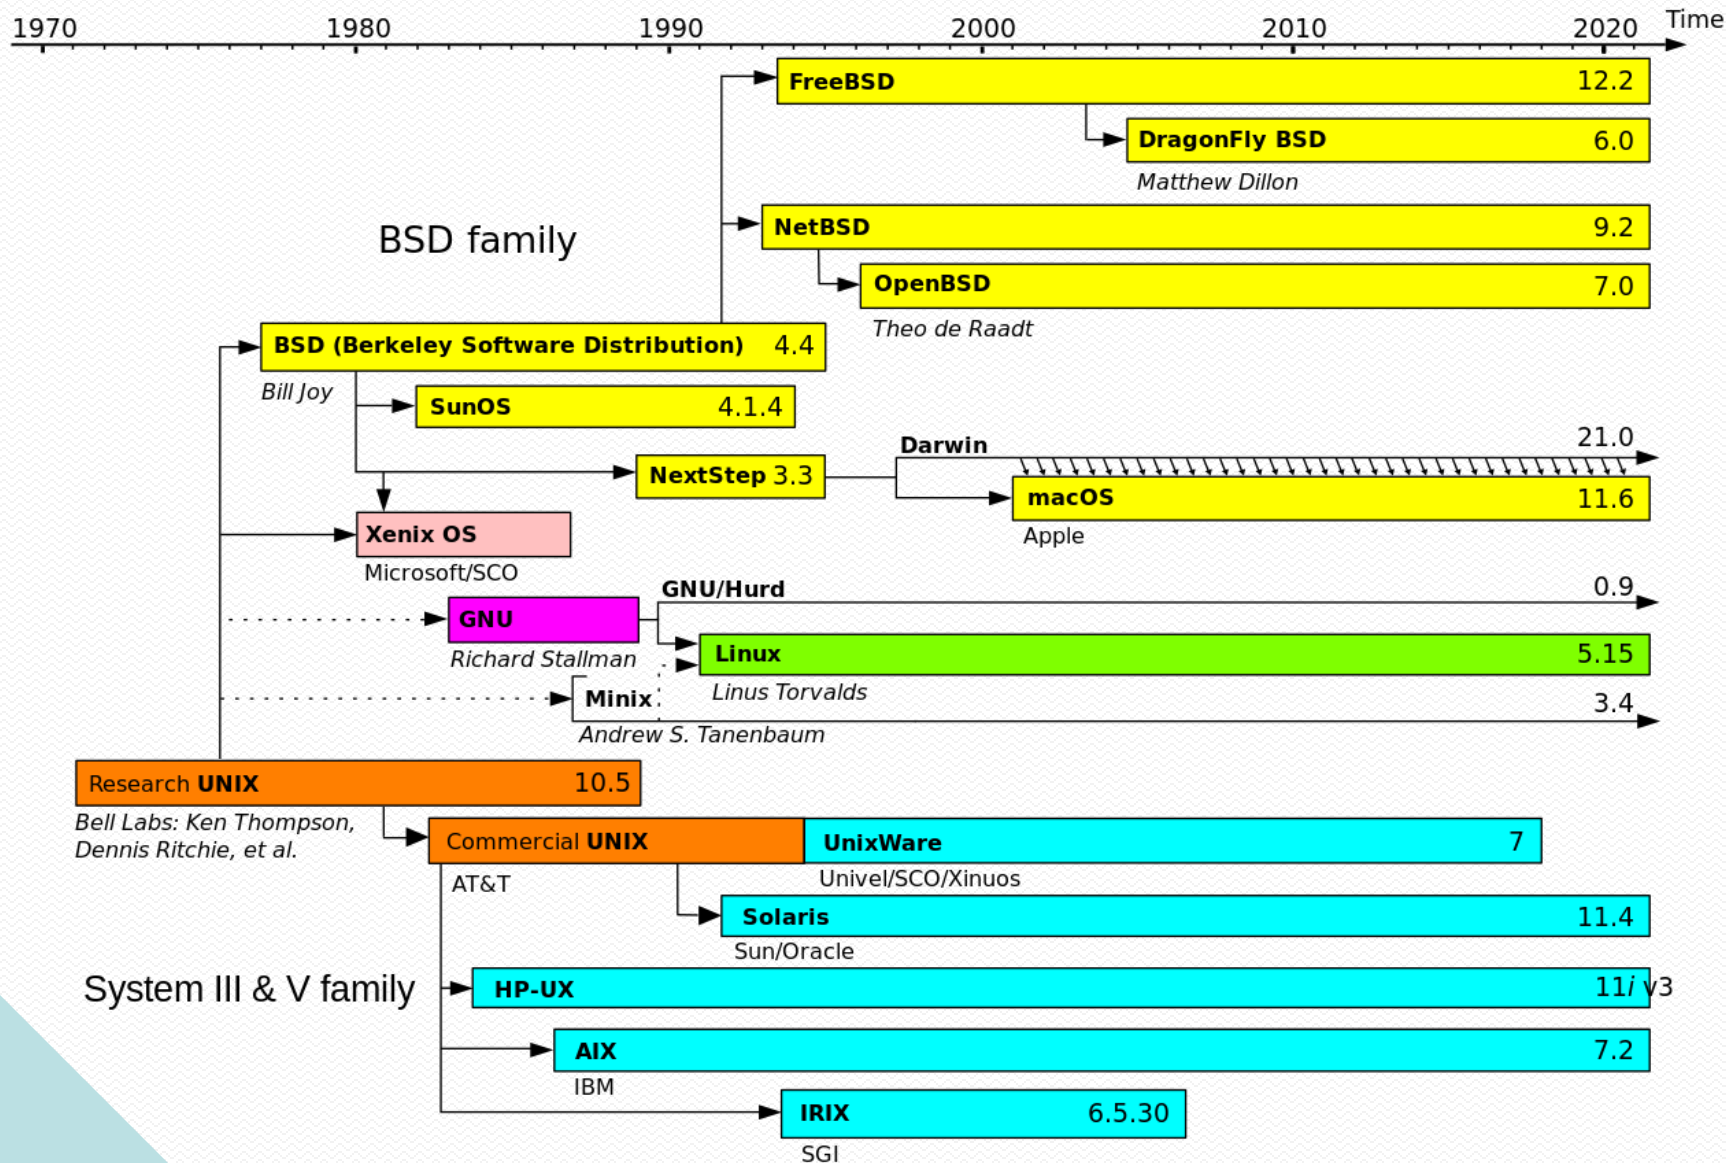 1970 1980 1990 2000 2010 2020 Time
FreeBSD 12.2
DragonFly BSD 6.0
Matthew Dillon
NetBSD 9.2
BSD family
OpenBSD 7.0
Theo de Raadt
BSD (Berkeley Software Distribution) 4.4
Bill Joy
SunOS 4.1.4
Darwin 21.0
NextStep 3.3
macOS 11.6
Apple
Xenix OS
Microsoft/SCO
GNU/Hurd 0.9
GNU
Richard Stallman
Linux 5.15
Linus Torvalds
Minix 3.4
Andrew S. Tanenbaum
Research UNIX 10.5
Bell Labs: Ken Thompson,
Dennis Ritchie, et al.
Commercial UNIX
AT&T
UnixWare 7
Univel/SCO/Xinuos
Solaris 11.4
Sun/Oracle
System III & V family
HP-UX 11i v3
AIX 7.2
IBM
IRIX 6.5.30
SGI